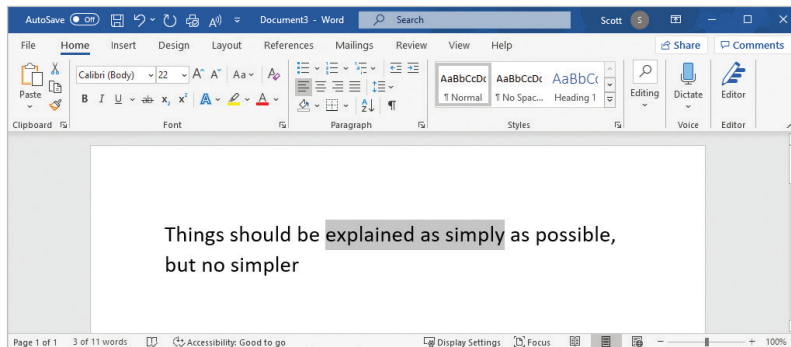 AutoSave Off Document3 - Word Search Scott S
File Home Insert Design Layout References Mailings Review View Help Share Comments
Calibri (Body) 22 A A Aa A AaBbCcDc AaBbCcDc AaBbCc
Paste B I U ab x₂ x² A A ¶ Normal ¶ No Spac... Heading 1 Editing Dictate Editor
Clipboard Font Paragraph Styles Voice Editor
Things should be explained as simply as possible,
but no simpler
Page 1 of 1 3 of 11 words Accessibility: Good to go Display Settings Focus 100%